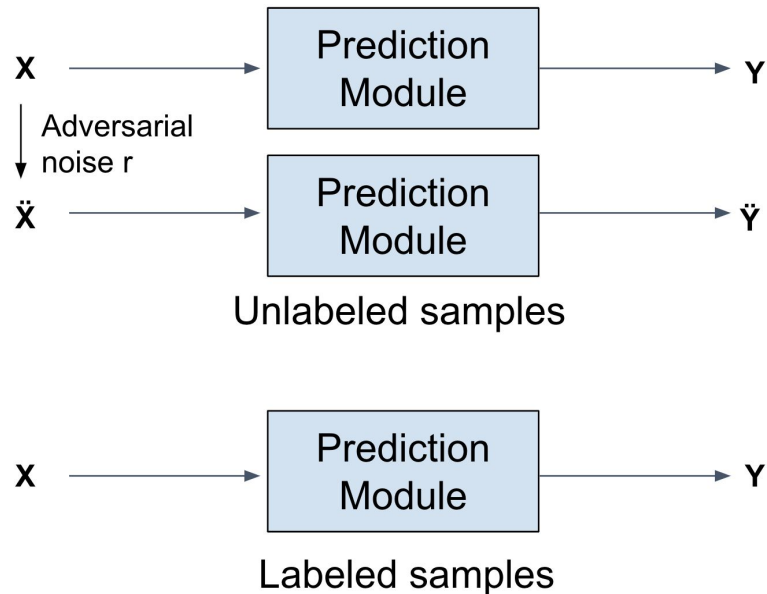 X
Prediction
Module
Y
Adversarial
noise r
Ẍ
Prediction
Module
Ÿ
Unlabeled samples
X
Prediction
Module
Y
Labeled samples